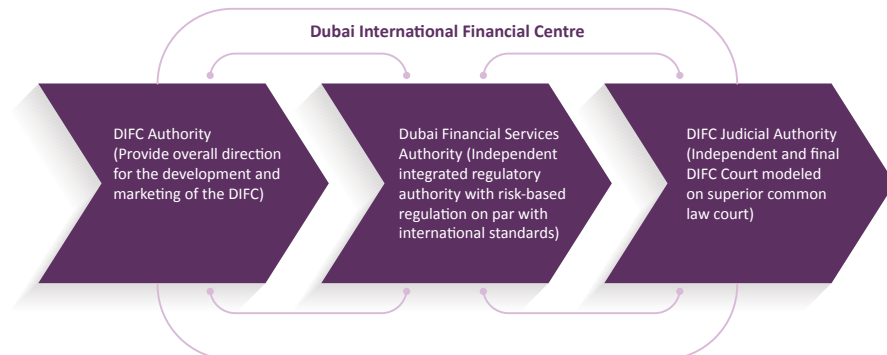 Dubai International Financial Centre
DIFC Authority
(Provide overall direction
for the development and
marketing of the DIFC)
Dubai Financial Services
Authority (Independent
integrated regulatory
authority with risk-based
regulation on par with
international standards)
DIFC Judicial Authority
(Independent and final
DIFC Court modeled
on superior common
law court)